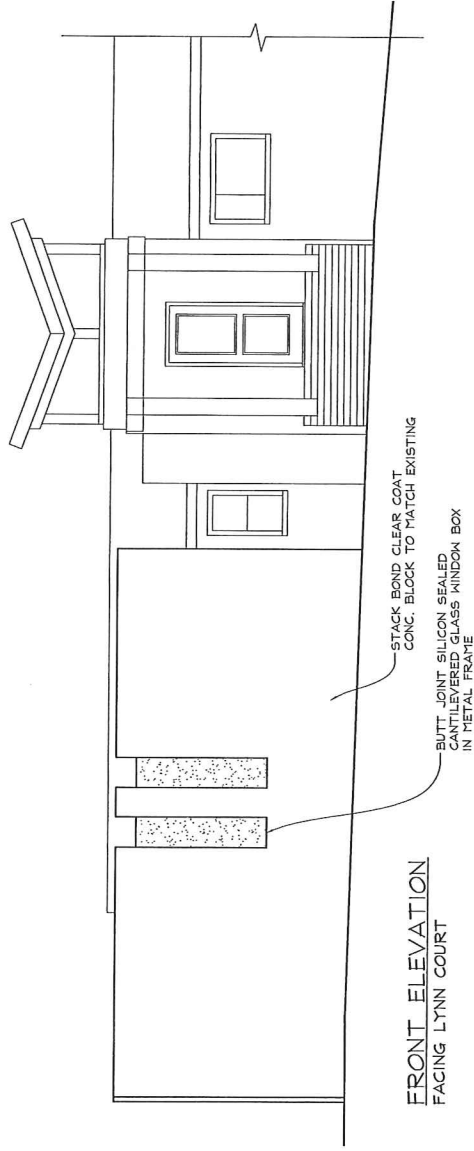 STACK BOND CLEAR COAT
CONC. BLOCK TO MATCH EXISTING
BUTT JOINT SILICON SEALED
CANTILEVERED GLASS WINDOW BOX
IN METAL FRAME
FRONT ELEVATION
FACING LYNN COURT